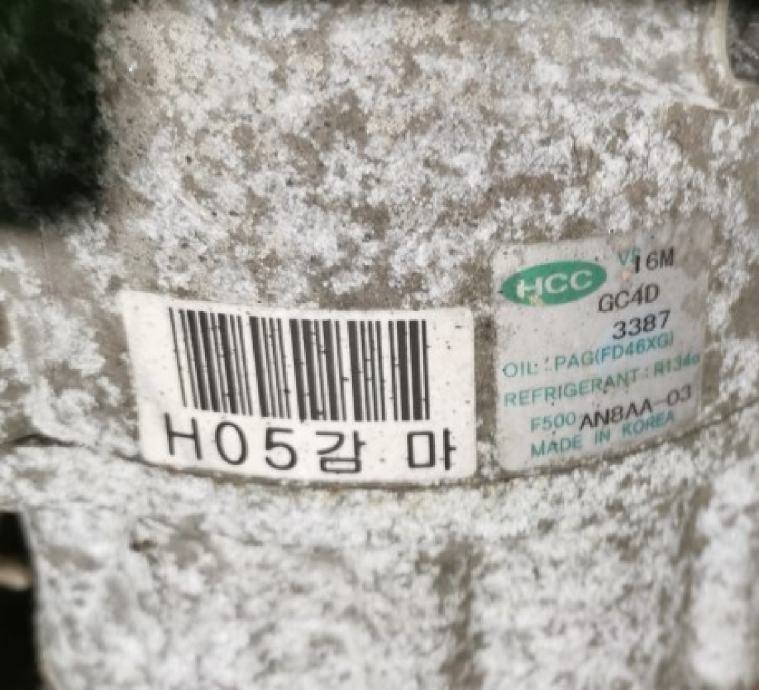 H05감 마
HCC VS16M
GC4D
3387
OIL : PAG(FD46XG)
REFRIGERANT : R134a
F500 AN8AA-03
MADE IN KOREA